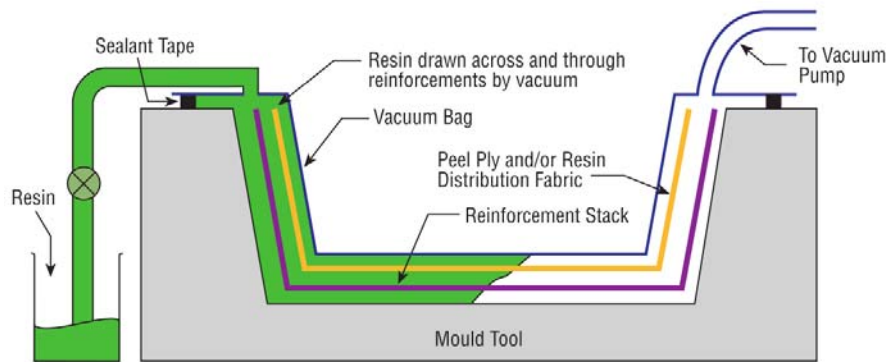 Sealant Tape
Resin drawn across and through
reinforcements by vacuum
To Vacuum
Pump
Vacuum Bag
Peel Ply and/or Resin
Distribution Fabric
Resin
Reinforcement Stack
Mould Tool